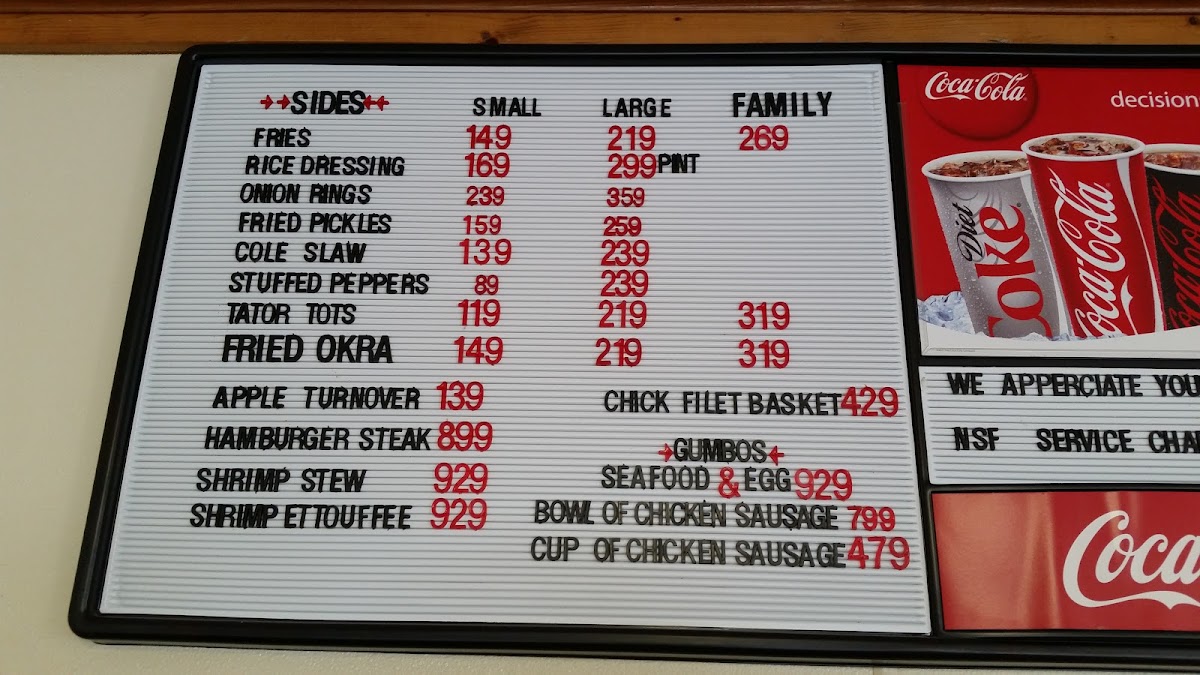 SIDES SMALL LARGE FAMILY
FRIES 149 219 269
RICE DRESSING 169 299 PINT
ONION RINGS 239 359
FRIED PICKLES 159 259
COLE SLAW 139 239
STUFFED PEPPERS 89 239
TATOR TOTS 119 219 319
FRIED OKRA 149 219 319
APPLE TURNOVER 139
HAMBURGER STEAK 899
SHRIMP STEW 929
SHRIMP ETTOUFFEE 929
CHICK FILET BASKET 429
GUMBOS
SEAFOOD & EGG 929
BOWL OF CHICKEN SAUSAGE 799
CUP OF CHICKEN SAUSAGE 479
Coca-Cola
decision
Diet Coke
Coca-Cola
WE APPERCIATE YOU
NSF SERVICE CHA
Coca